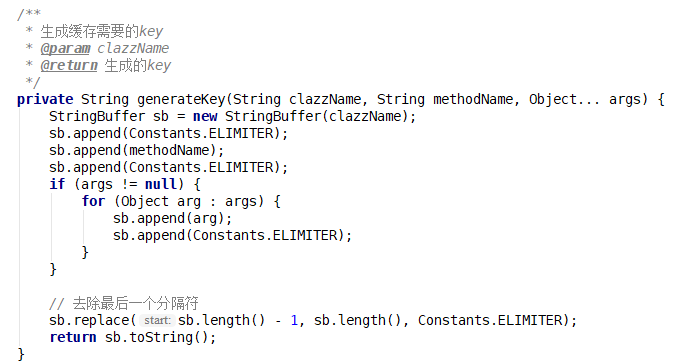 /**
 * 生成缓存需要的key
 * @param clazzName
 * @return 生成的key
 */
private String generateKey(String clazzName, String methodName, Object... args) {
    StringBuffer sb = new StringBuffer(clazzName);
    sb.append(Constants.ELIMITER);
    sb.append(methodName);
    sb.append(Constants.ELIMITER);
    if (args != null) {
        for (Object arg : args) {
            sb.append(arg);
            sb.append(Constants.ELIMITER);
        }
    }

    // 去除最后一个分隔符
    sb.replace( start: sb.length() - 1, sb.length(), Constants.ELIMITER);
    return sb.toString();
}